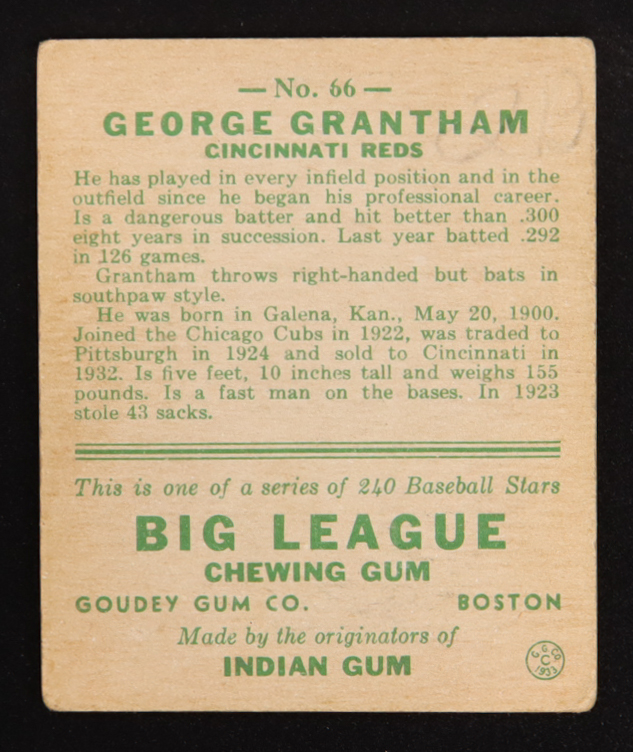 — No. 66 —
GEORGE GRANTHAM
CINCINNATI REDS
He has played in every infield position and in the
outfield since he began his professional career.
Is a dangerous batter and hit better than .300
eight years in succession. Last year batted .292
in 126 games.
Grantham throws right-handed but bats in
southpaw style.
He was born in Galena, Kan., May 20, 1900.
Joined the Chicago Cubs in 1922, was traded to
Pittsburgh in 1924 and sold to Cincinnati in
1932. Is five feet, 10 inches tall and weighs 155
pounds. Is a fast man on the bases. In 1923
stole 43 sacks.
This is one of a series of 240 Baseball Stars
BIG LEAGUE
CHEWING GUM
GOUDEY GUM CO. BOSTON
Made by the originators of
INDIAN GUM
G. G. CO.
C
1933